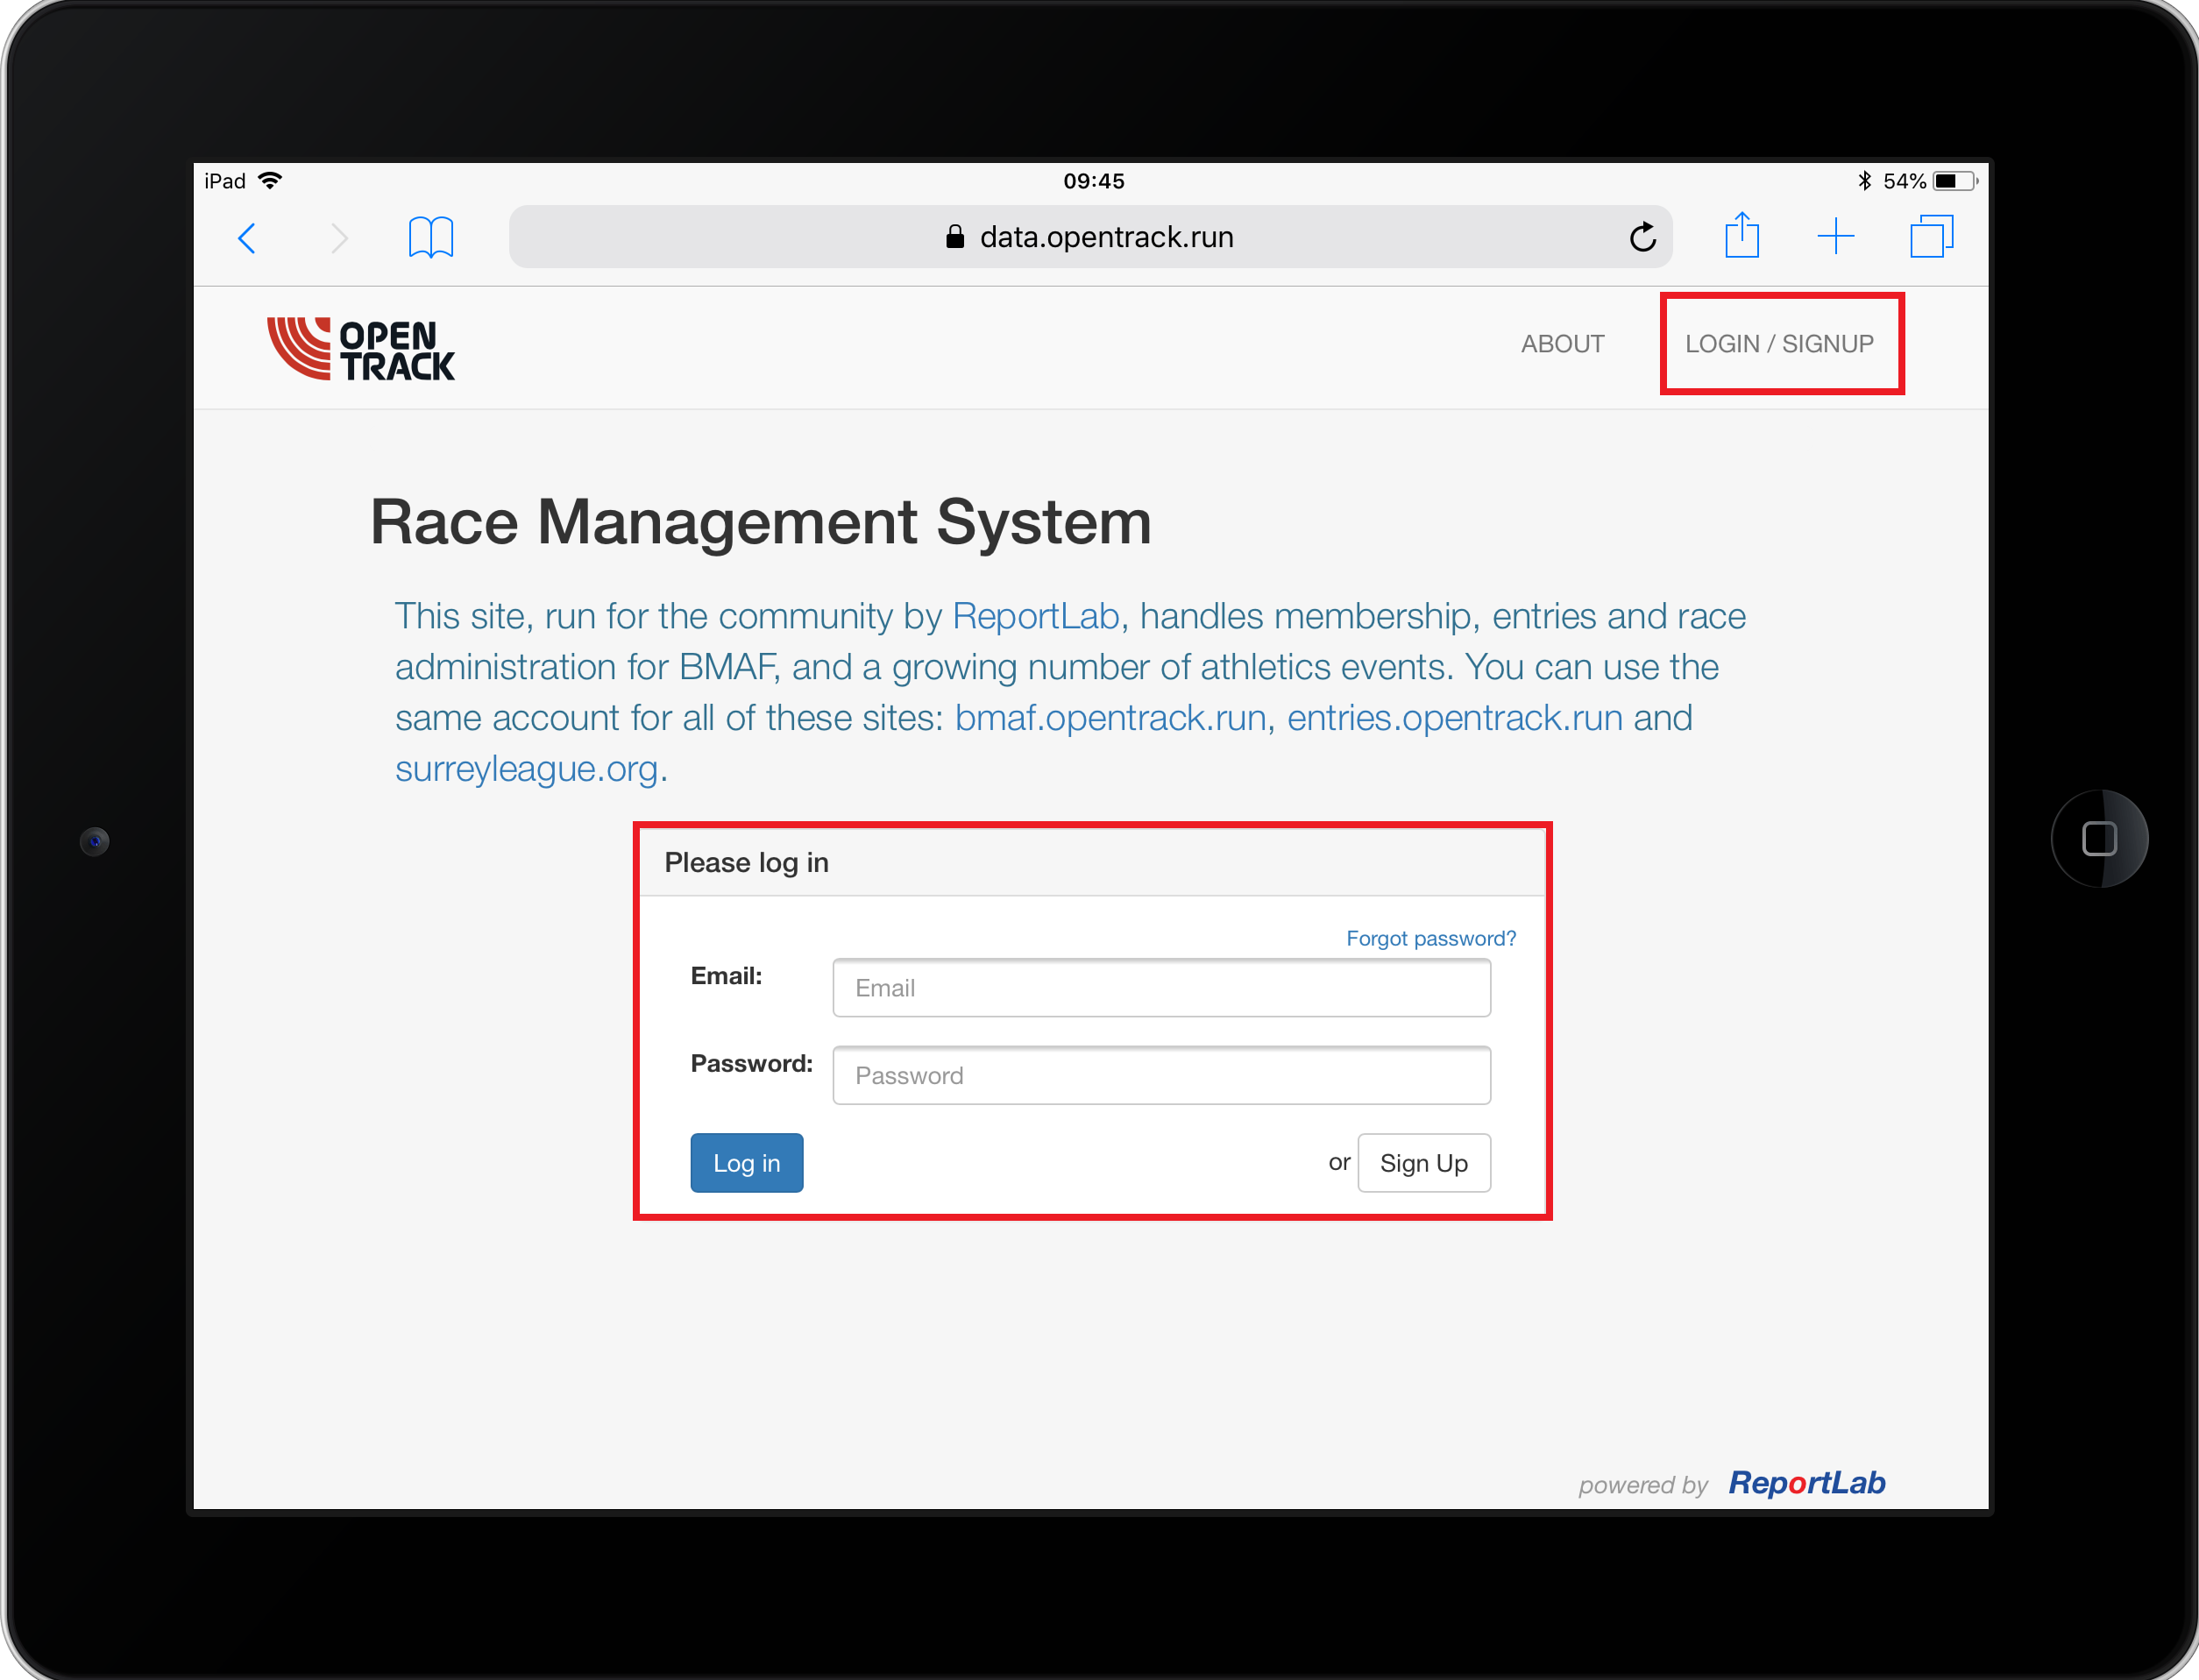 iPad
09:45
54%
data.opentrack.run
OPEN
TRACK
ABOUT
LOGIN / SIGNUP
Race Management System
This site, run for the community by ReportLab, handles membership, entries and race
administration for BMAF, and a growing number of athletics events. You can use the
same account for all of these sites: bmaf.opentrack.run, entries.opentrack.run and
surreyleague.org.
Please log in
Forgot password?
Email:
Email
Password:
Password
Log in
or
Sign Up
powered by ReportLab